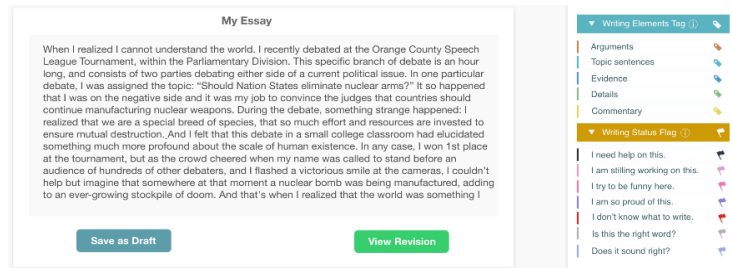 My Essay
When I realized I cannot understand the world. I recently debated at the Orange County Speech
League Tournament, within the Parliamentary Division. This specific branch of debate is an hour
long, and consists of two parties debating either side of a current political issue. In one particular
debate, I was assigned the topic: “Should Nation States eliminate nuclear arms?” It so happened
that I was on the negative side and it was my job to convince the judges that countries should
continue manufacturing nuclear weapons. During the debate, something strange happened: I
realized that we are a special breed of species, that so much effort and resources are invested to
ensure mutual destruction. And I felt that this debate in a small college classroom had elucidated
something much more profound about the scale of human existence. In any case, I won 1st place
at the tournament, but as the crowd cheered when my name was called to stand before an
audience of hundreds of other debaters, and I flashed a victorious smile at the cameras, I couldn’t
help but imagine that somewhere at that moment a nuclear bomb was being manufactured, adding
to an ever-growing stockpile of doom. And that's when I realized that the world was something I
Save as Draft
View Revision
Writing Elements Tag
Arguments
Topic sentences
Evidence
Details
Commentary
Writing Status Flag
I need help on this.
I am stilling working on this.
I try to be funny here.
I am so proud of this.
I don’t know what to write.
Is this the right word?
Does it sound right?